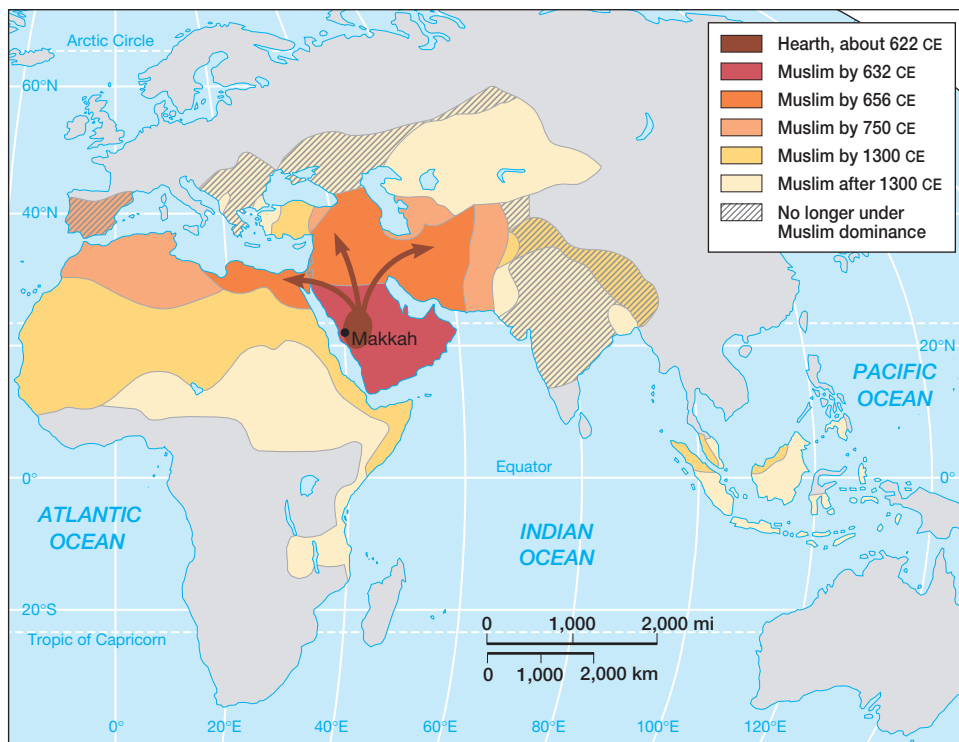 Arctic Circle
60°N
40°N
Makkah
20°N
PACIFIC
OCEAN
Equator
0°
0°
ATLANTIC
OCEAN
INDIAN
OCEAN
20°S
Tropic of Capricorn
0 1,000 2,000 mi
0 1,000 2,000 km
0° 20°E 40°E 60°E 80°E 100°E 120°E
Hearth, about 622 CE
Muslim by 632 CE
Muslim by 656 CE
Muslim by 750 CE
Muslim by 1300 CE
Muslim after 1300 CE
No longer under
Muslim dominance